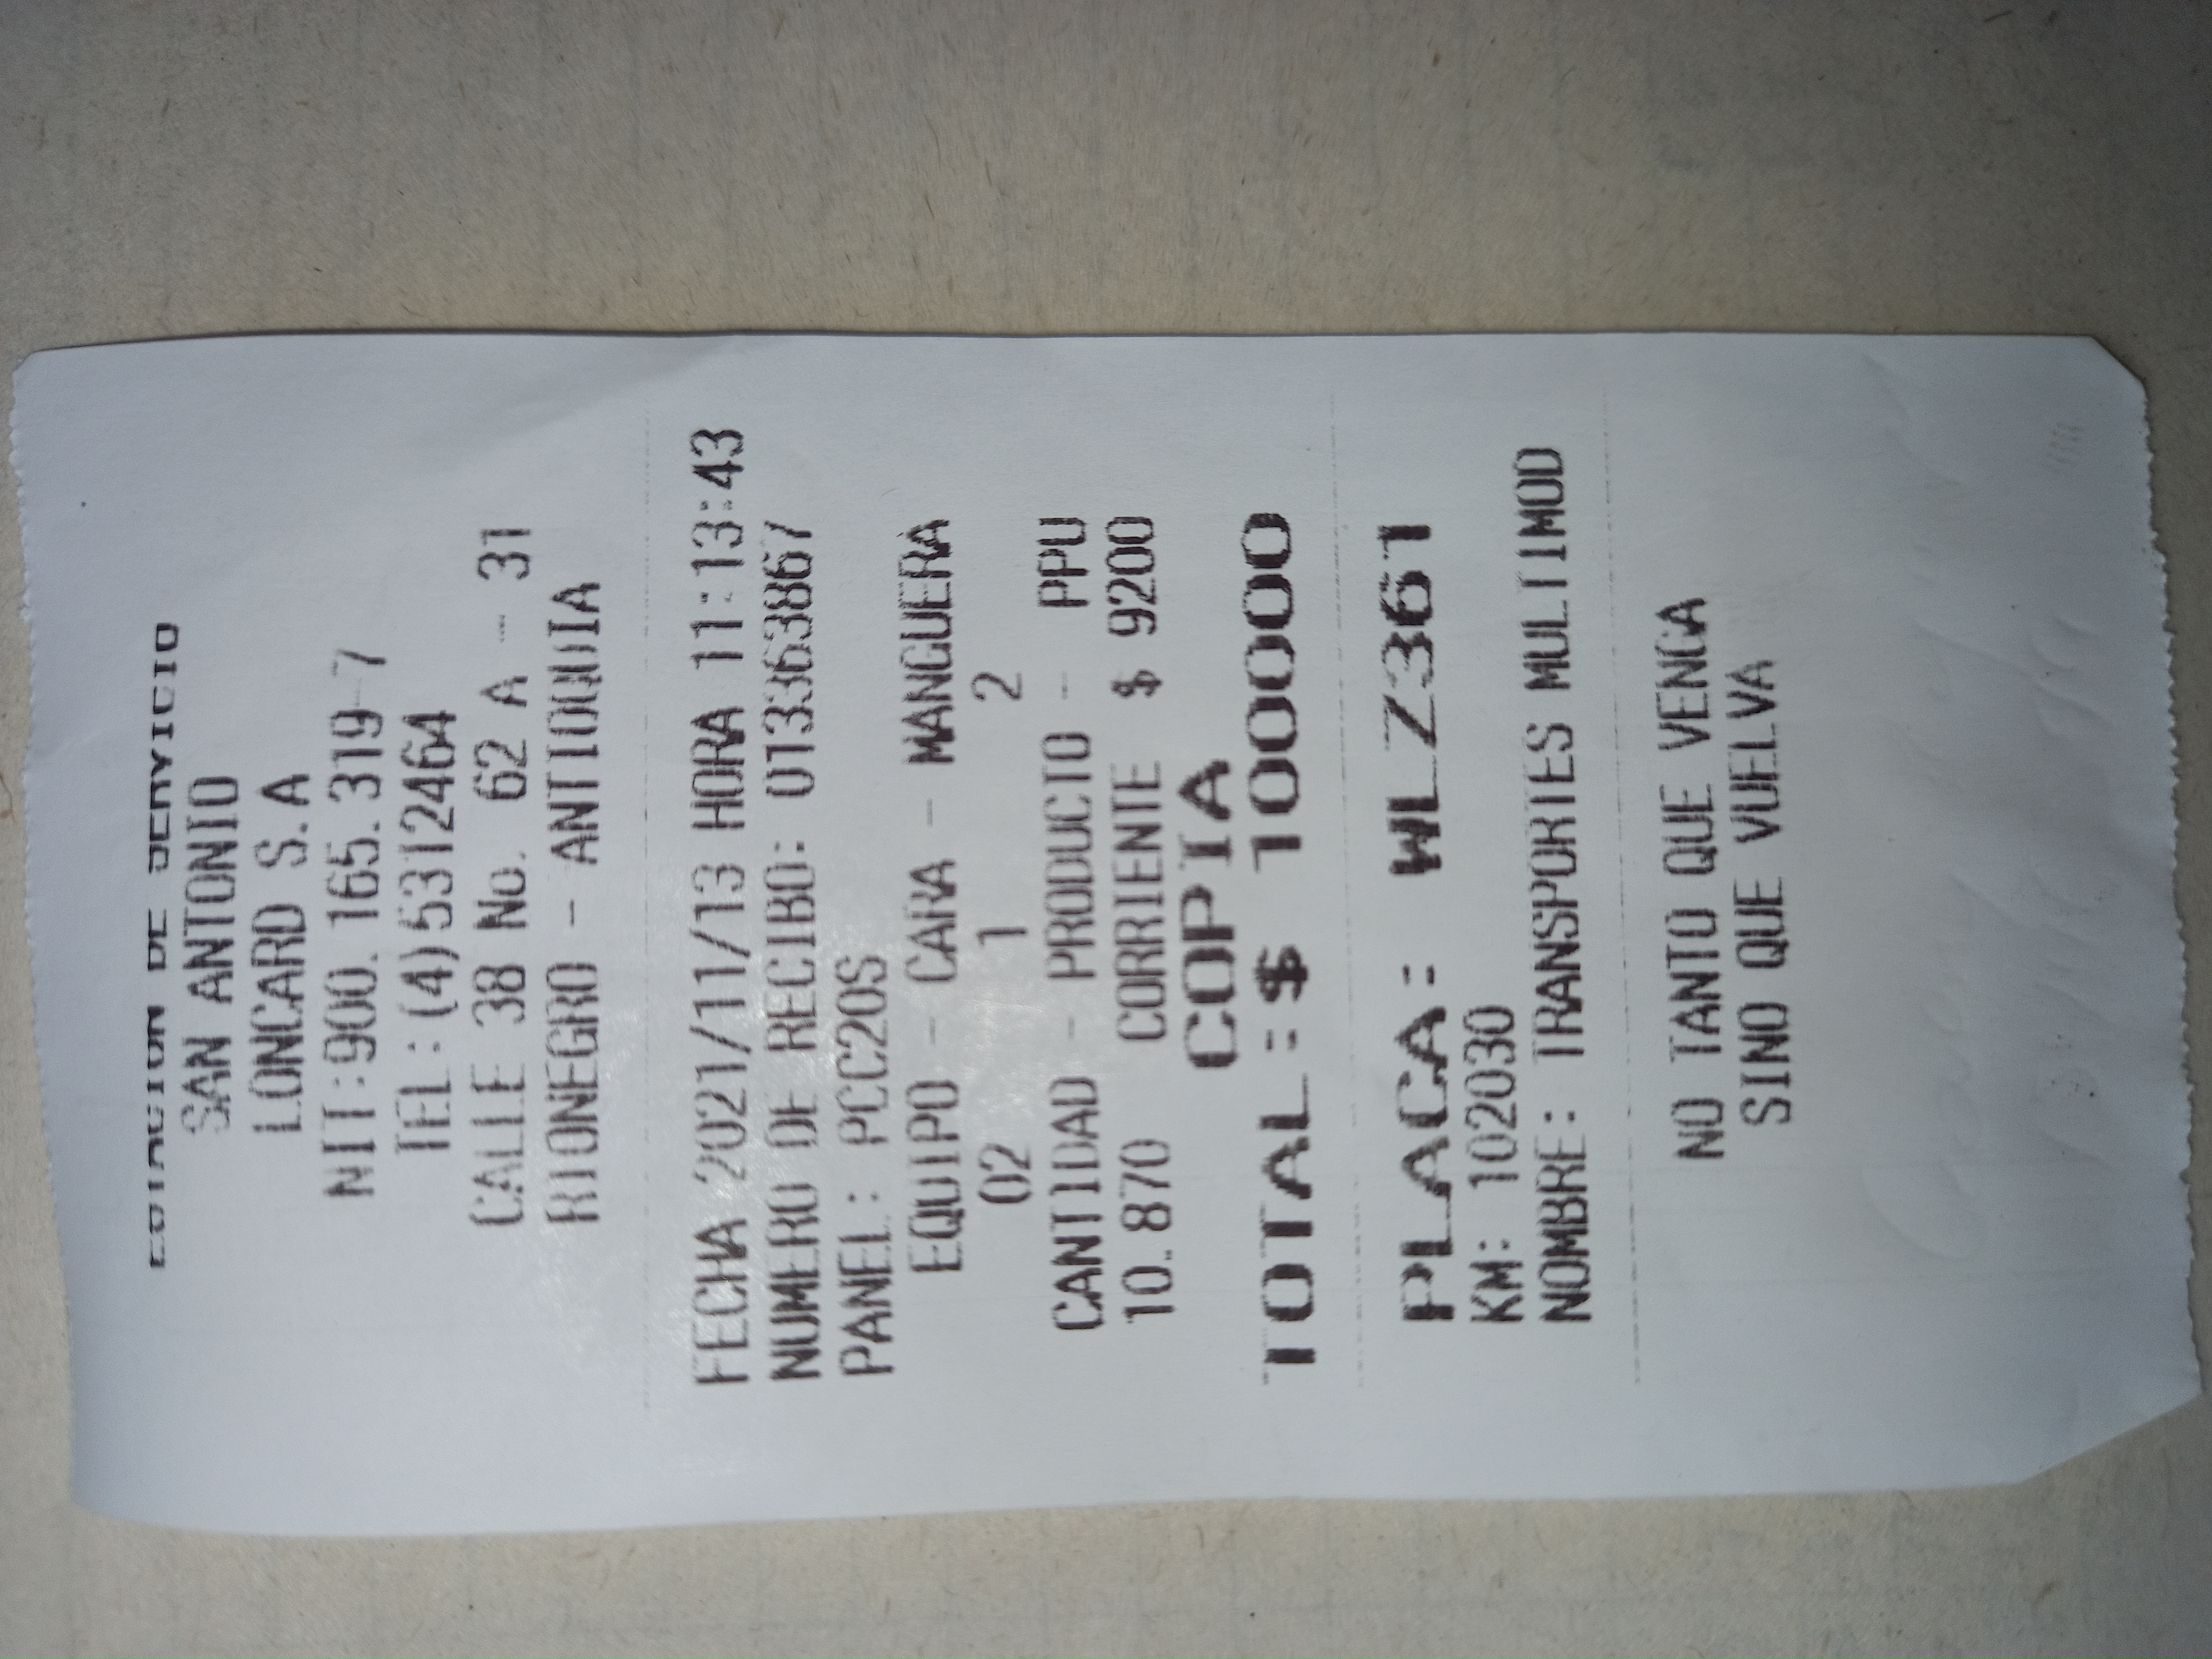 ESTACION DE SERVICIO
SAN ANTONIO
LONCARD S.A
NIT:900.165.319-7
TEL:(4)5312464
CALLE 38 No. 62 A - 31
RIONEGRO - ANTIOQUIA
FECHA 2021/11/13 HORA 11:13:43
NUMERO DE RECIBO: 013363867
PANEL: PCC20S
EQUIPO - CARA - MANGUERA
02 1 2
CANTIDAD - PRODUCTO - PPU
10.870 CORRIENTE $ 9200
COPIA
TOTAL:$ 100000
PLACA: WLZ361
KM: 102030
NOMBRE: TRANSPORTES MULTIMOD
NO TANTO QUE VENGA
SINO QUE VUELVA